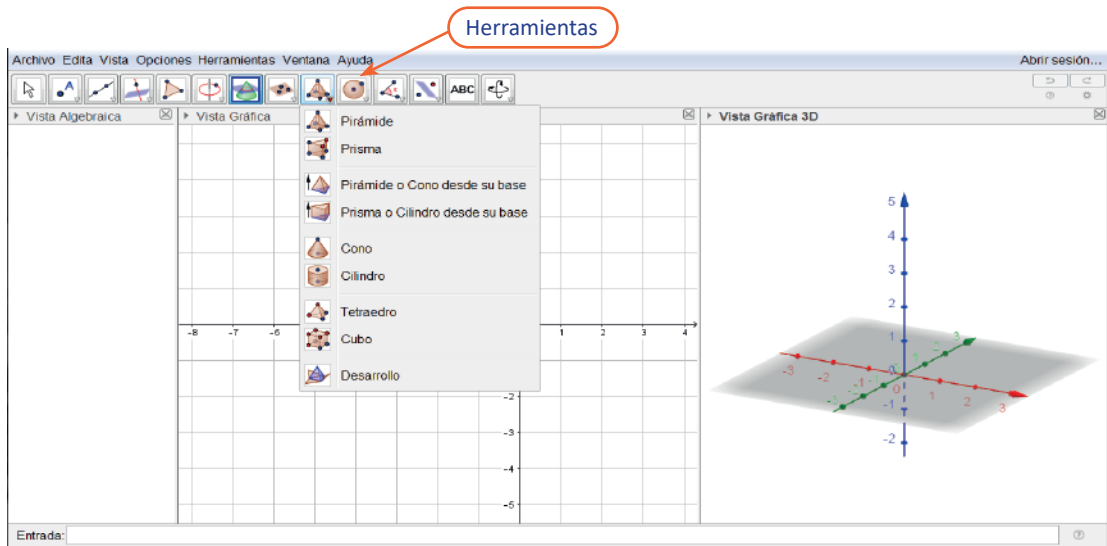 Herramientas
Archivo Edita Vista Opciones Herramientas Ventana Ayuda
Abrir sesión...
ABC
Vista Algebraica
Vista Gráfica
Vista Gráfica 3D
Pirámide
Prisma
Pirámide o Cono desde su base
Prisma o Cilindro desde su base
Cono
Cilindro
Tetraedro
Cubo
Desarrollo
-8 -7 -6 1 2 3 4
-2
-3
-4
-5
5
4
3
2
1
0
-1
-2
-3 -2 -1 0 1 2 3
3
Entrada: